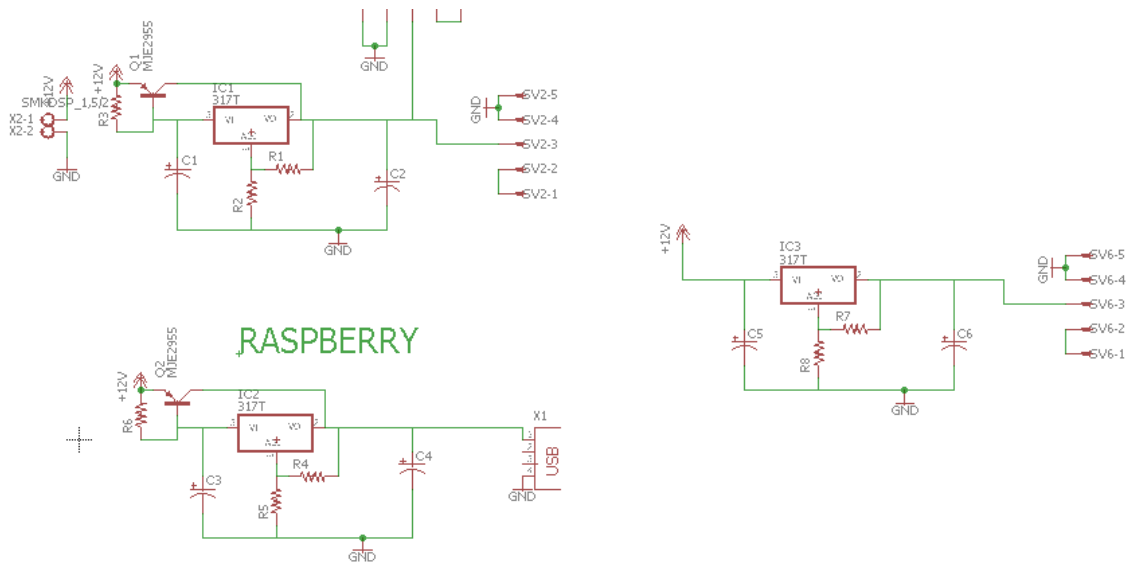 GND
Q1
MJE2955
+12V
+12V
SMKDSP_1,5/2
X2-1
X2-2
GND
R3
IC1
317T
VI
VO
R1
R2
C1
C2
GND
GND
SV2-5
SV2-4
SV2-3
SV2-2
SV2-1
+12V
IC3
317T
VI
VO
R7
R8
C5
C6
GND
GND
SV6-5
SV6-4
SV6-3
SV6-2
SV6-1
RASPBERRY
Q2
MJE2955
+12V
R6
IC2
317T
VI
VO
R4
R5
C3
C4
GND
X1
USB
GND